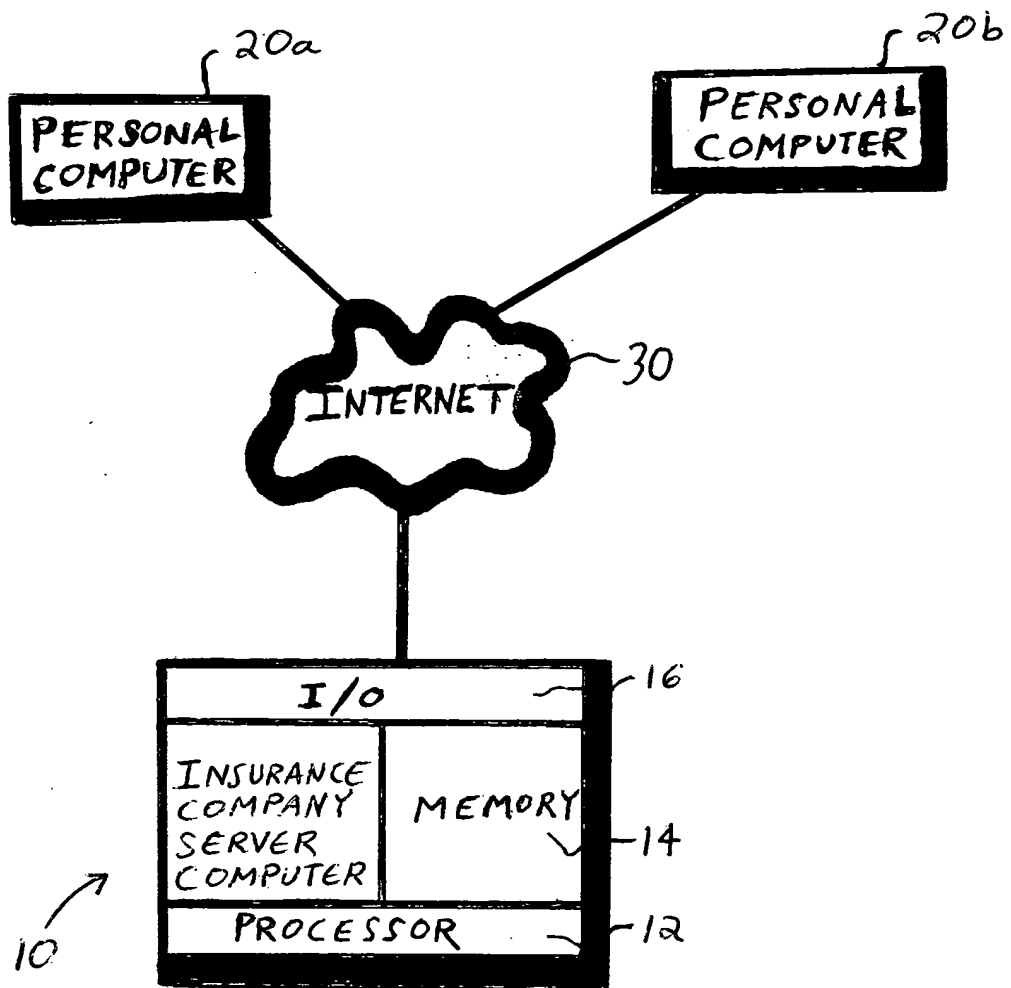 20a
20b
PERSONAL
COMPUTER
PERSONAL
COMPUTER
30
INTERNET
I/O
16
INSURANCE
COMPANY
SERVER
COMPUTER
MEMORY
14
10
PROCESSOR
12